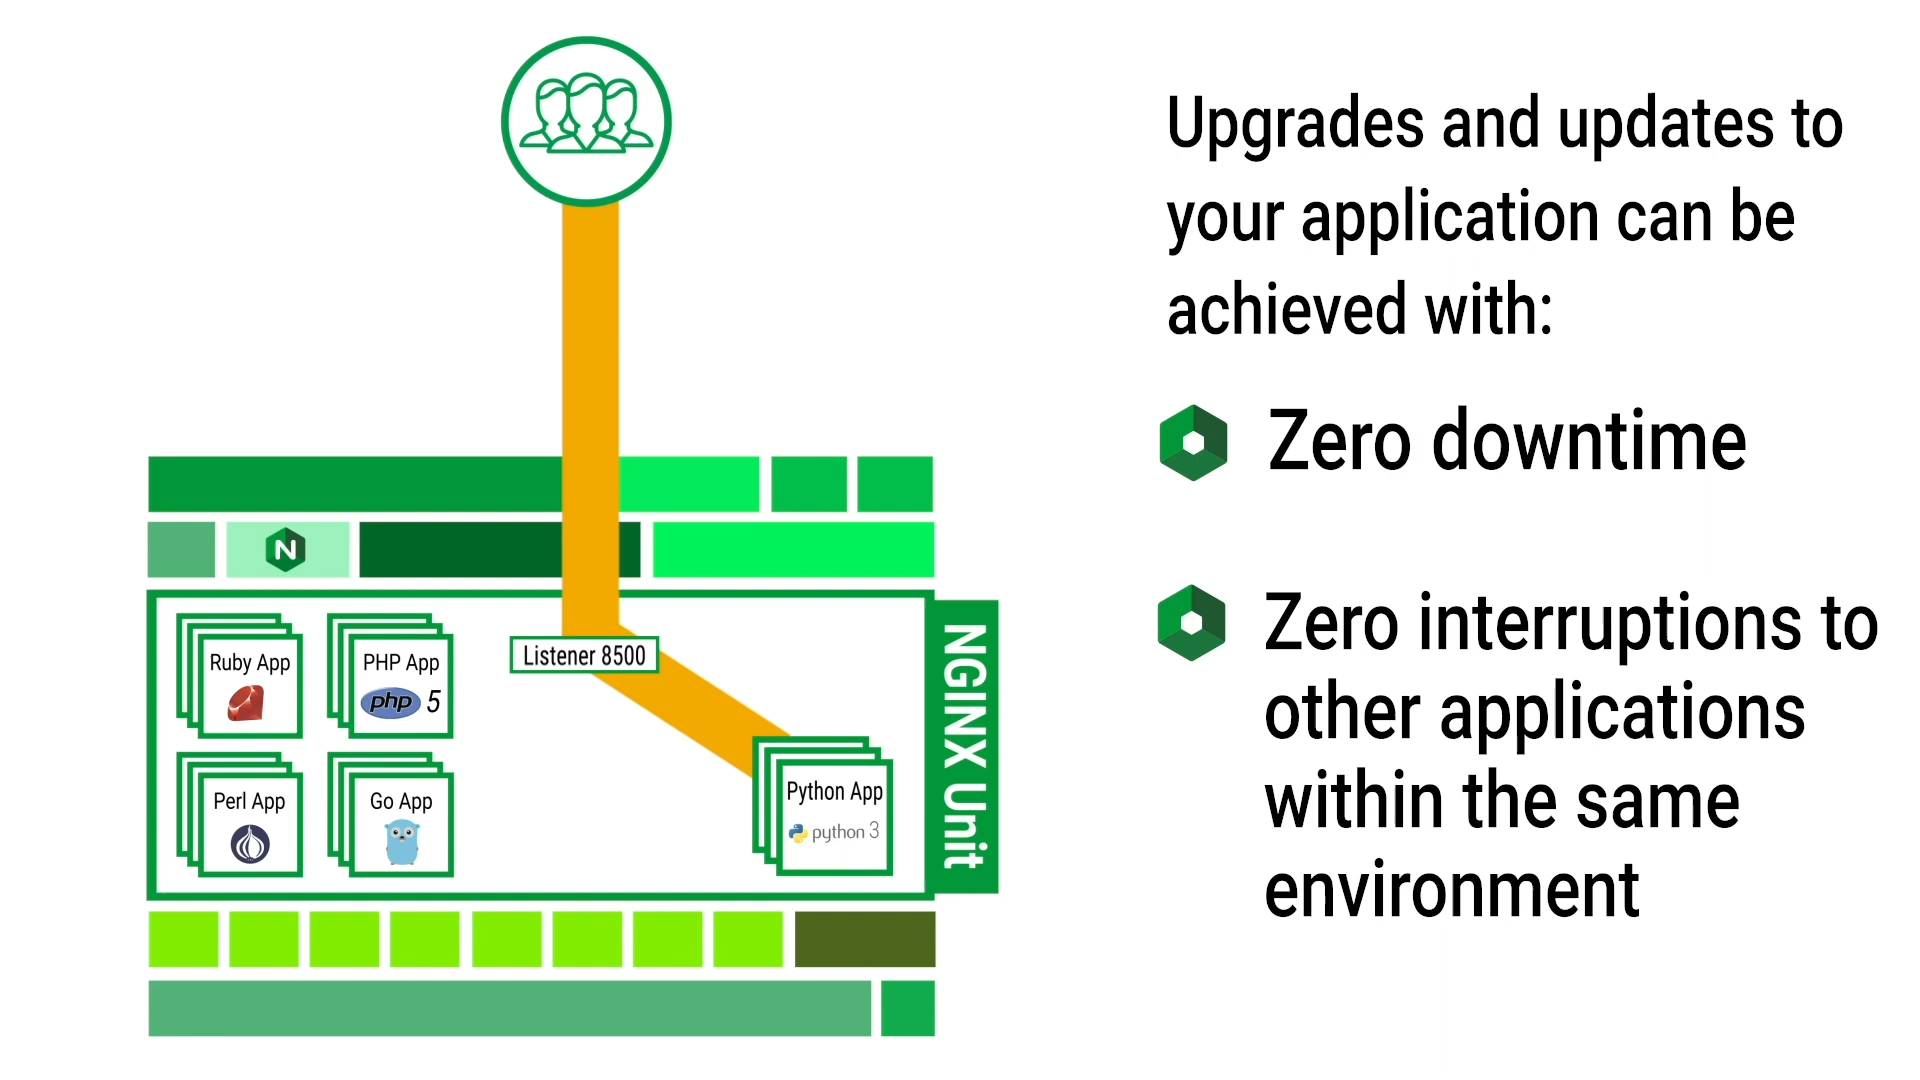 Upgrades and updates to
your application can be
achieved with:
Zero downtime
Zero interruptions to
other applications
within the same
environment
N
Ruby App
PHP App
php 5
Listener 8500
Perl App
Go App
Python App
python 3
NGINX Unit